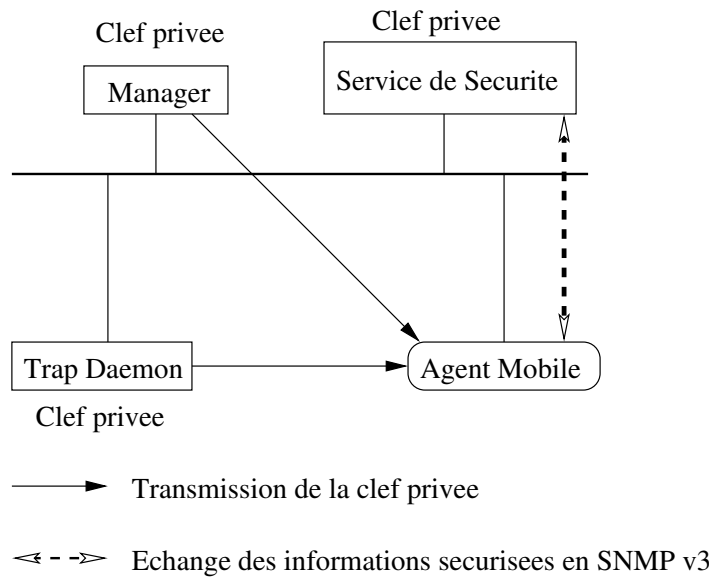 Clef privee
Clef privee
Manager
Service de Securite
Trap Daemon
Agent Mobile
Clef privee
Transmission de la clef privee
Echange des informations securisees en SNMP v3